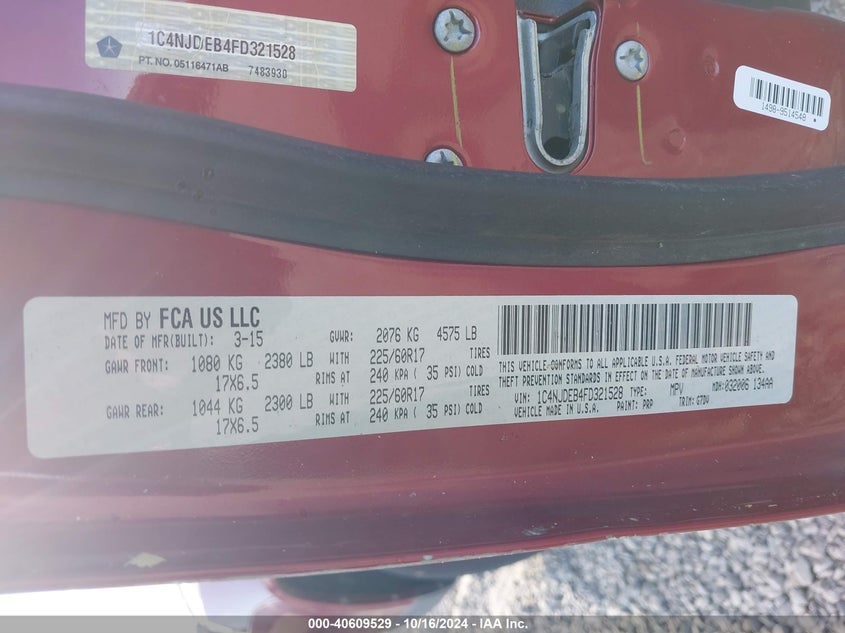 1C4NJDEB4FD321528
PT. NO. 05116471AB 7483930
1498-9514548
MFD BY FCA US LLC
DATE OF MFR(BUILT): 3-15 GVWR: 2076 KG 4575 LB
GAWR FRONT: 1080 KG 2380 LB WITH 225/60R17 TIRES
17X6.5 RIMS AT 240 KPA ( 35 PSI) COLD
GAWR REAR: 1044 KG 2300 LB WITH 225/60R17 TIRES
17X6.5 RIMS AT 240 KPA ( 35 PSI) COLD
THIS VEHICLE CONFORMS TO ALL APPLICABLE U.S.A. FEDERAL MOTOR VEHICLE SAFETY AND
THEFT PREVENTION STANDARDS IN EFFECT ON THE DATE OF MANUFACTURE SHOWN ABOVE.
VIN: 1C4NJDEB4FD321528 TYPE: MPV MDH: 032006 134AA
VEHICLE MADE IN U.S.A. PAINT: PRP TRIM: G7DV
000-40609529 - 10/16/2024 - IAA Inc.